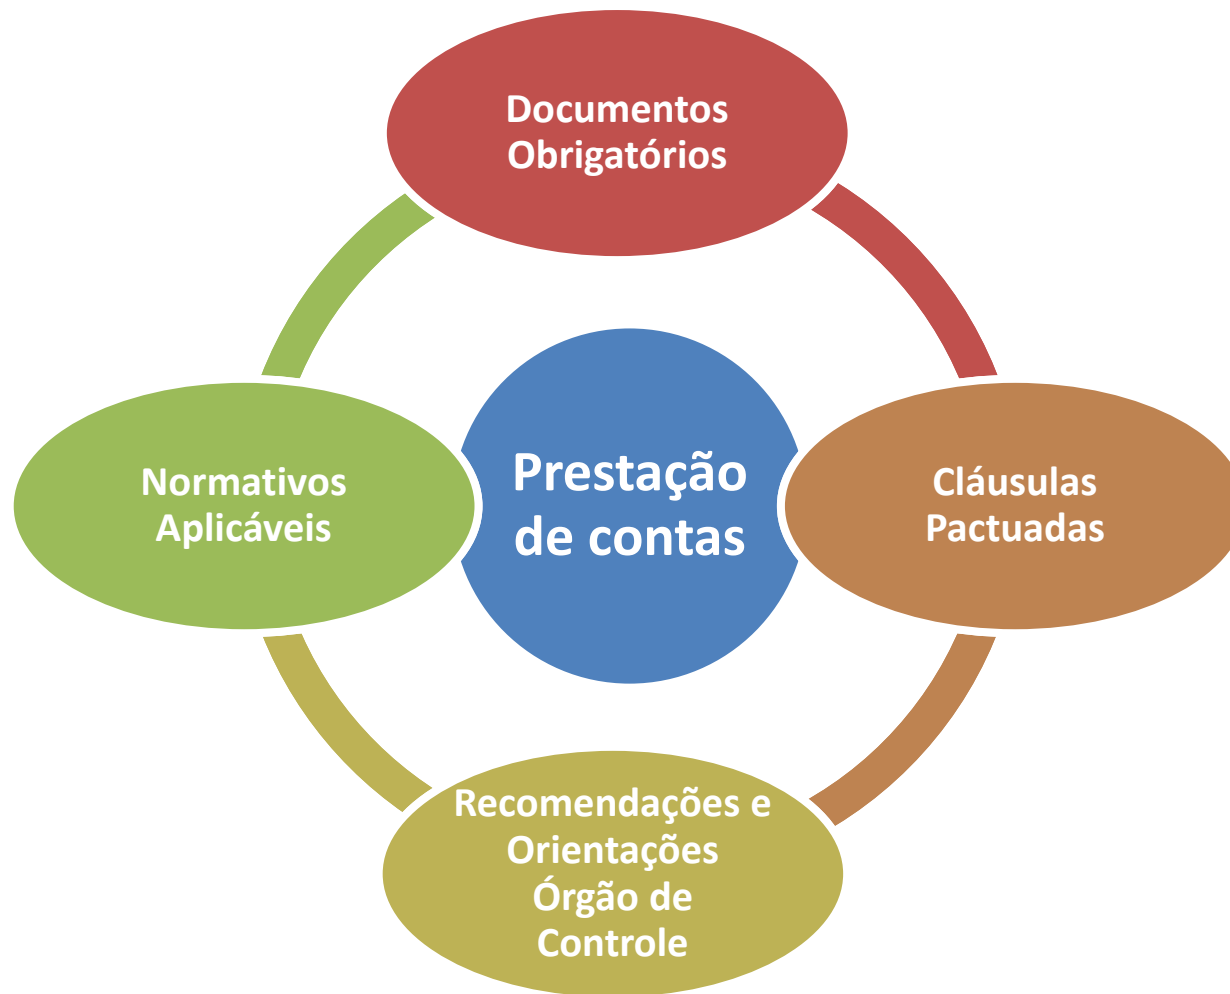 Documentos
Obrigatórios
Normativos
Aplicáveis
Prestação
de contas
Cláusulas
Pactuadas
Recomendações e
Orientações
Órgão de
Controle